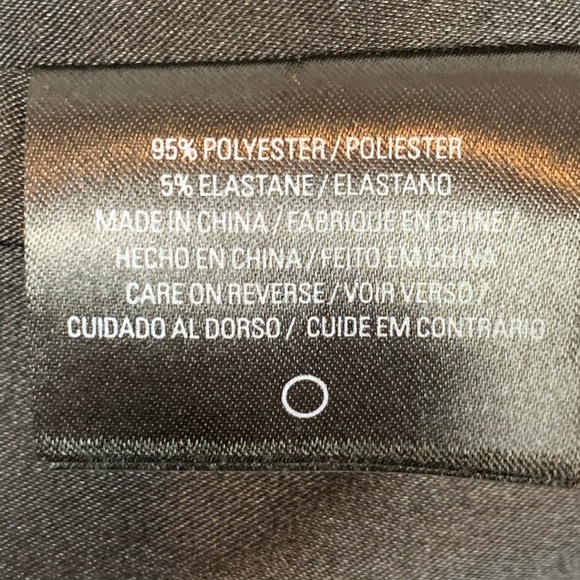 95% POLYESTER / POLIESTER
5% ELASTANE / ELASTANO
MADE IN CHINA / FABRIQUE EN CHINE /
HECHO EN CHINA / FEITO EM CHINA
CARE ON REVERSE / VOIR VERSO /
CUIDADO AL DORSO / CUIDE EM CONTRÁRIO